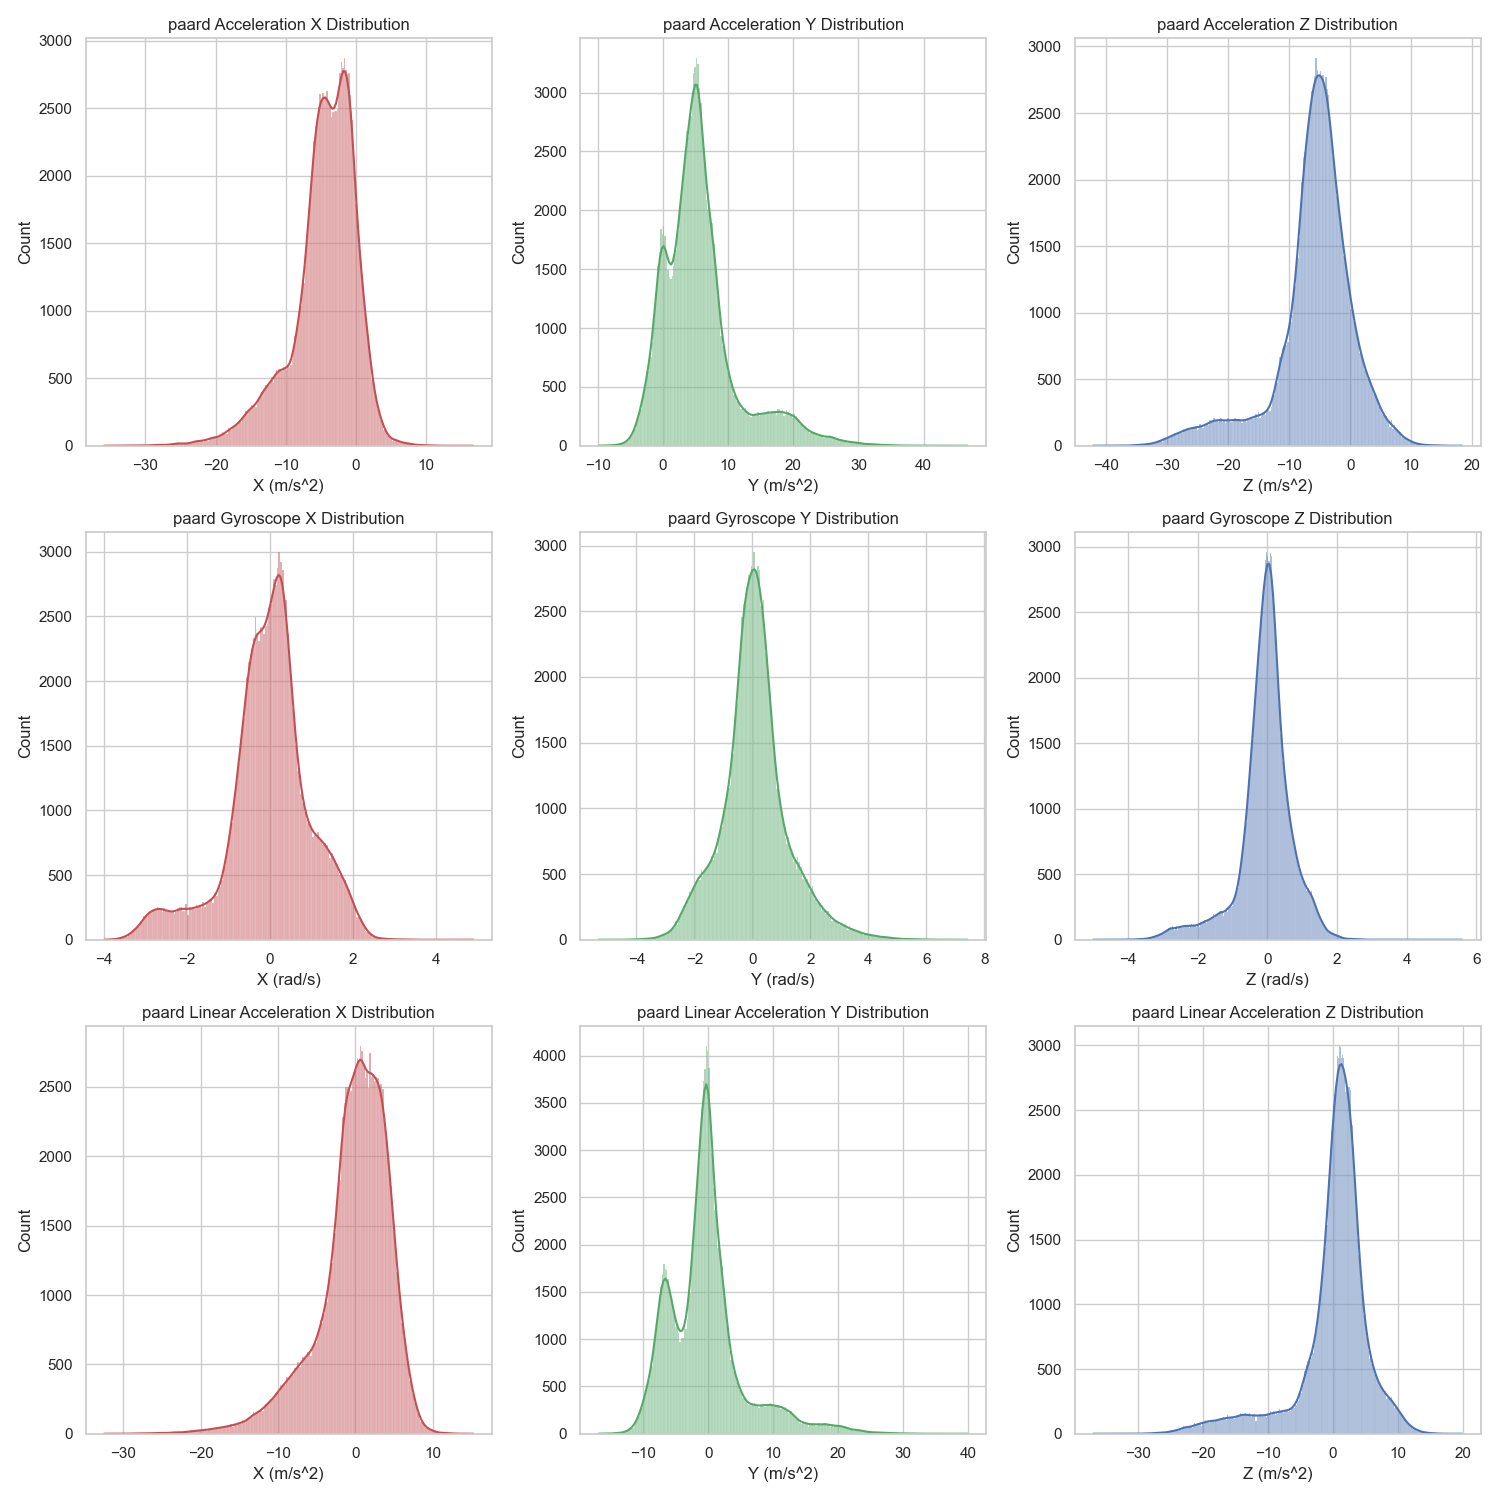 paard Acceleration X Distribution
3000
2500
2000
1500
1000
500
0
Count
−30 −20 −10 0 10
X (m/s^2)
paard Acceleration Y Distribution
3000
2500
2000
1500
1000
500
0
Count
−10 0 10 20 30 40
Y (m/s^2)
paard Acceleration Z Distribution
3000
2500
2000
1500
1000
500
0
Count
−40 −30 −20 −10 0 10 20
Z (m/s^2)
paard Gyroscope X Distribution
3000
2500
2000
1500
1000
500
0
Count
−4 −2 0 2 4
X (rad/s)
paard Gyroscope Y Distribution
3000
2500
2000
1500
1000
500
0
Count
−4 −2 0 2 4 6 8
Y (rad/s)
paard Gyroscope Z Distribution
3000
2500
2000
1500
1000
500
0
Count
−4 −2 0 2 4 6
Z (rad/s)
paard Linear Acceleration X Distribution
2500
2000
1500
1000
500
0
Count
−30 −20 −10 0 10
X (m/s^2)
paard Linear Acceleration Y Distribution
4000
3500
3000
2500
2000
1500
1000
500
0
Count
−10 0 10 20 30 40
Y (m/s^2)
paard Linear Acceleration Z Distribution
3000
2500
2000
1500
1000
500
0
Count
−30 −20 −10 0 10 20
Z (m/s^2)